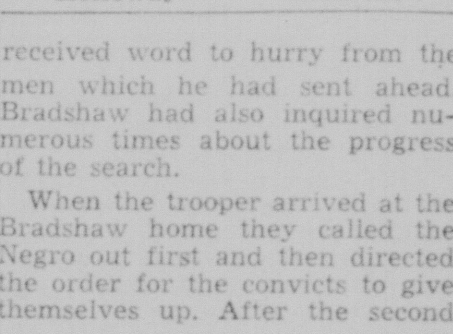 received word to hurry from the
men which he had sent ahead
Bradshaw had also inquired nu-
merous times about the progress
of the search.
When the trooper arrived at the
Bradshaw home they called the
Negro out first and then directed
the order for the convicts to give
themselves up. After the second